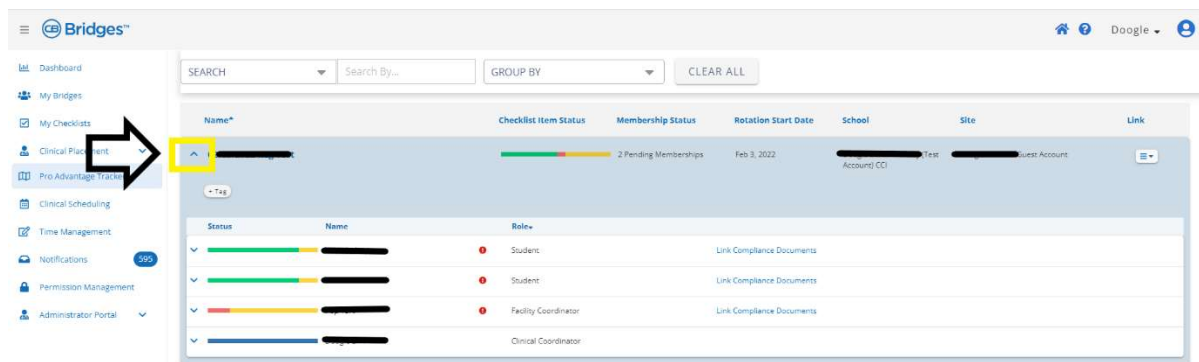 CB Bridges™
Doogle
Dashboard
My Bridges
My Checklists
Clinical Placement
Pro Advantage Tracke
Clinical Scheduling
Time Management
Notifications 595
Permission Management
Administrator Portal
SEARCH Search By... GROUP BY CLEAR ALL
Name* Checklist Item Status Membership Status Rotation Start Date School Site Link
2 Pending Memberships Feb 3, 2022 (Test Account) CCI Guest Account
+ Tag
Status Name Role
Student Link Compliance Documents
Student Link Compliance Documents
Facility Coordinator Link Compliance Documents
Clinical Coordinator